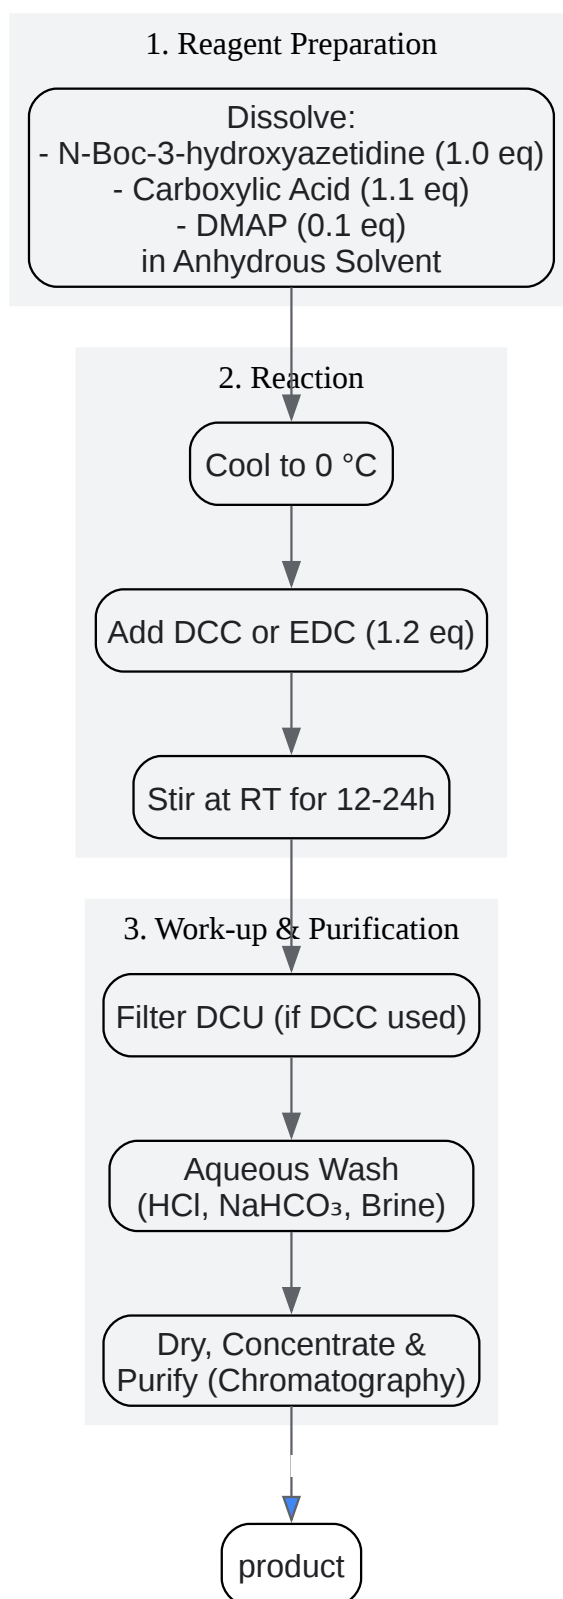 1. Reagent Preparation
Dissolve:
- N-Boc-3-hydroxyazetidine (1.0 eq)
- Carboxylic Acid (1.1 eq)
- DMAP (0.1 eq)
in Anhydrous Solvent
2. Reaction
Cool to 0 °C
Add DCC or EDC (1.2 eq)
Stir at RT for 12-24h
3. Work-up & Purification
Filter DCU (if DCC used)
Aqueous Wash
(HCl, NaHCO₃, Brine)
Dry, Concentrate &
Purify (Chromatography)
product